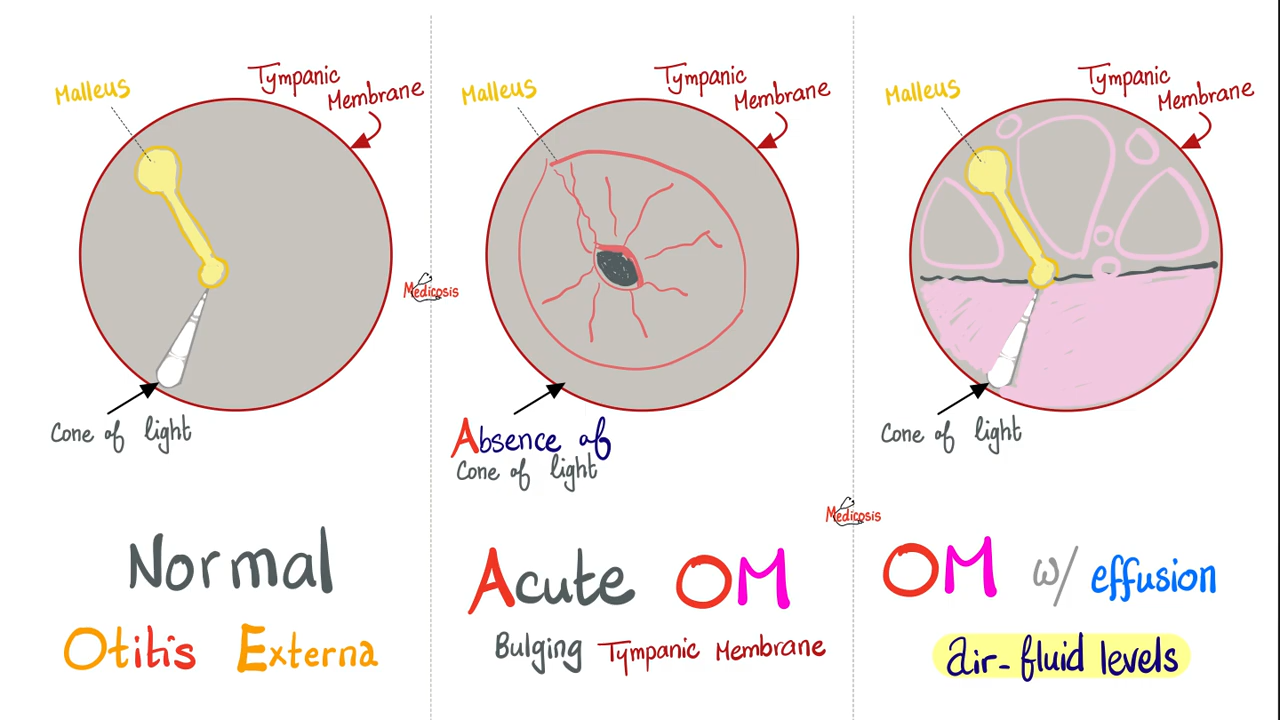 Malleus
Tympanic
Membrane
Cone of light
Normal
Otitis Externa
Medicosis
Malleus
Tympanic
Membrane
Absence of
Cone of light
Acute OM
Bulging Tympanic Membrane
Medicosis
Malleus
Tympanic
Membrane
Cone of light
OM w/ effusion
air-fluid levels